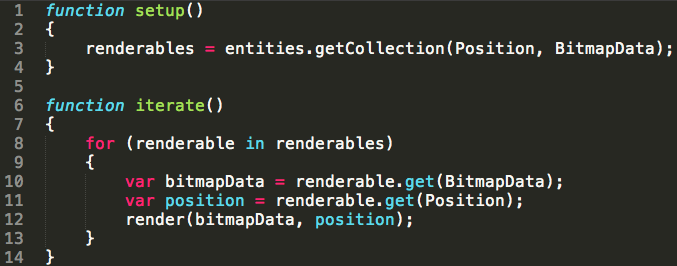 1 function setup()
2 {
3     renderables = entities.getCollection(Position, BitmapData);
4 }
5
6 function iterate()
7 {
8     for (renderable in renderables)
9     {
10         var bitmapData = renderable.get(BitmapData);
11         var position = renderable.get(Position);
12         render(bitmapData, position);
13     }
14 }